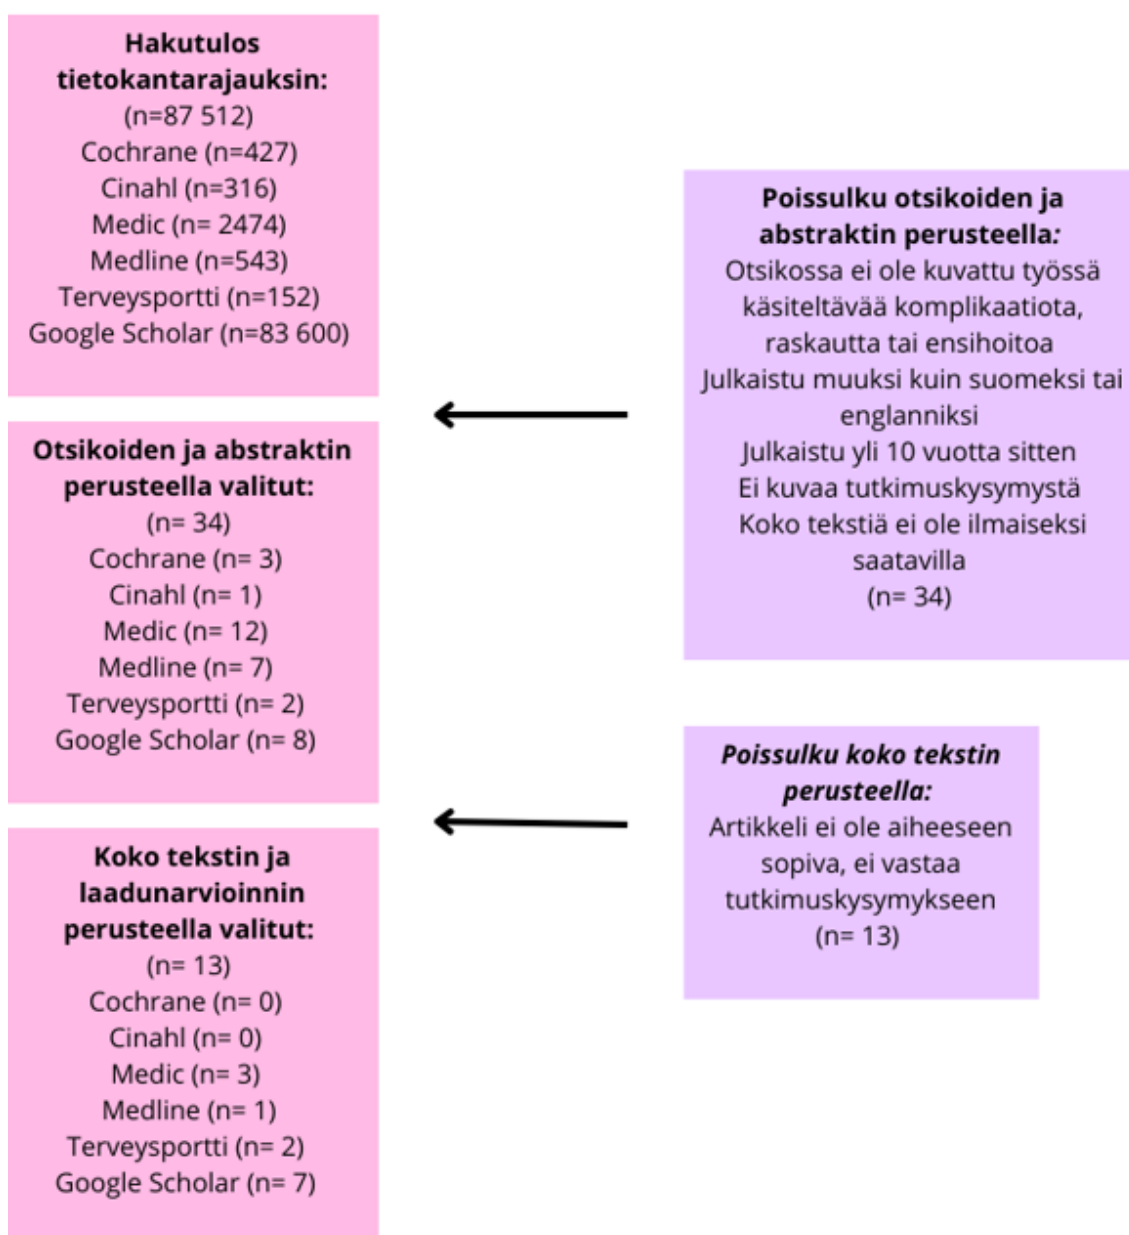 Hakutulos
tietokantarajauksin:
(n=87 512)
Cochrane (n=427)
Cinahl (n=316)
Medic (n= 2474)
Medline (n=543)
Terveysportti (n=152)
Google Scholar (n=83 600)
Poissulku otsikoiden ja
abstraktin perusteella:
Otsikossa ei ole kuvattu työssä
käsiteltävää komplikaatiota,
raskautta tai ensihoitoa
Julkaistu muuksi kuin suomeksi tai
englanniksi
Julkaistu yli 10 vuotta sitten
Ei kuvaa tutkimuskysymystä
Koko tekstiä ei ole ilmaiseksi
saatavilla
(n= 34)
Otsikoiden ja abstraktin
perusteella valitut:
(n= 34)
Cochrane (n= 3)
Cinahl (n= 1)
Medic (n= 12)
Medline (n= 7)
Terveysportti (n= 2)
Google Scholar (n= 8)
Poissulku koko tekstin
perusteella:
Artikkeli ei ole aiheeseen
sopiva, ei vastaa
tutkimuskysymykseen
(n= 13)
Koko tekstin ja
laadunarvioinnin
perusteella valitut:
(n= 13)
Cochrane (n= 0)
Cinahl (n= 0)
Medic (n= 3)
Medline (n= 1)
Terveysportti (n= 2)
Google Scholar (n= 7)